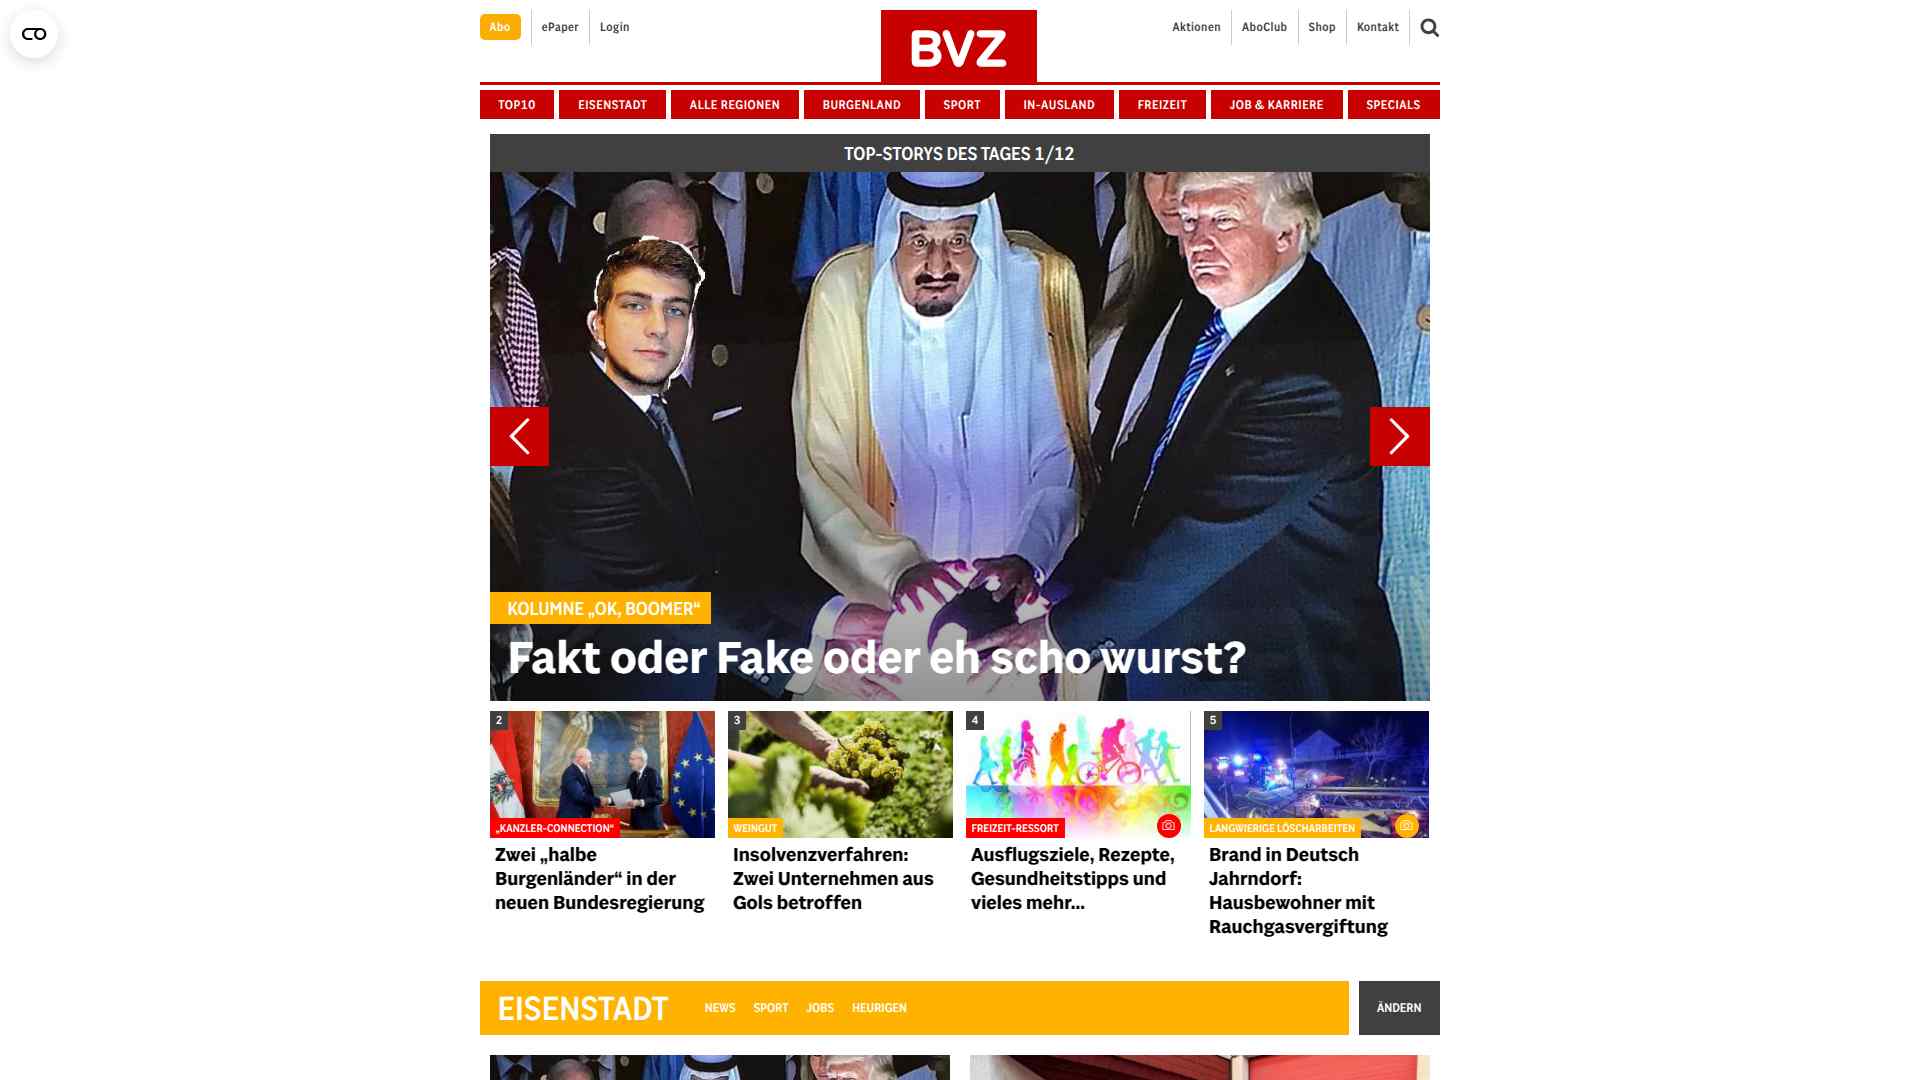 Abo
ePaper
Login
BVZ
Aktionen
AboClub
Shop
Kontakt
TOP10
EISENSTADT
ALLE REGIONEN
BURGENLAND
SPORT
IN-AUSLAND
FREIZEIT
JOB & KARRIERE
SPECIALS
TOP-STORYS DES TAGES 1/12
KOLUMNE „OK, BOOMER“
Fakt oder Fake oder eh scho wurst?
2
„KANZLER-CONNECTION“
Zwei „halbe
Burgenländer“ in der
neuen Bundesregierung
3
WEINGUT
Insolvenzverfahren:
Zwei Unternehmen aus
Gols betroffen
4
FREIZEIT-RESSORT
Ausflugsziele, Rezepte,
Gesundheitstipps und
vieles mehr...
5
LANGWIERIGE LÖSCHARBEITEN
Brand in Deutsch
Jahrndorf:
Hausbewohner mit
Rauchgasvergiftung
EISENSTADT
NEWS
SPORT
JOBS
HEURIGEN
ÄNDERN